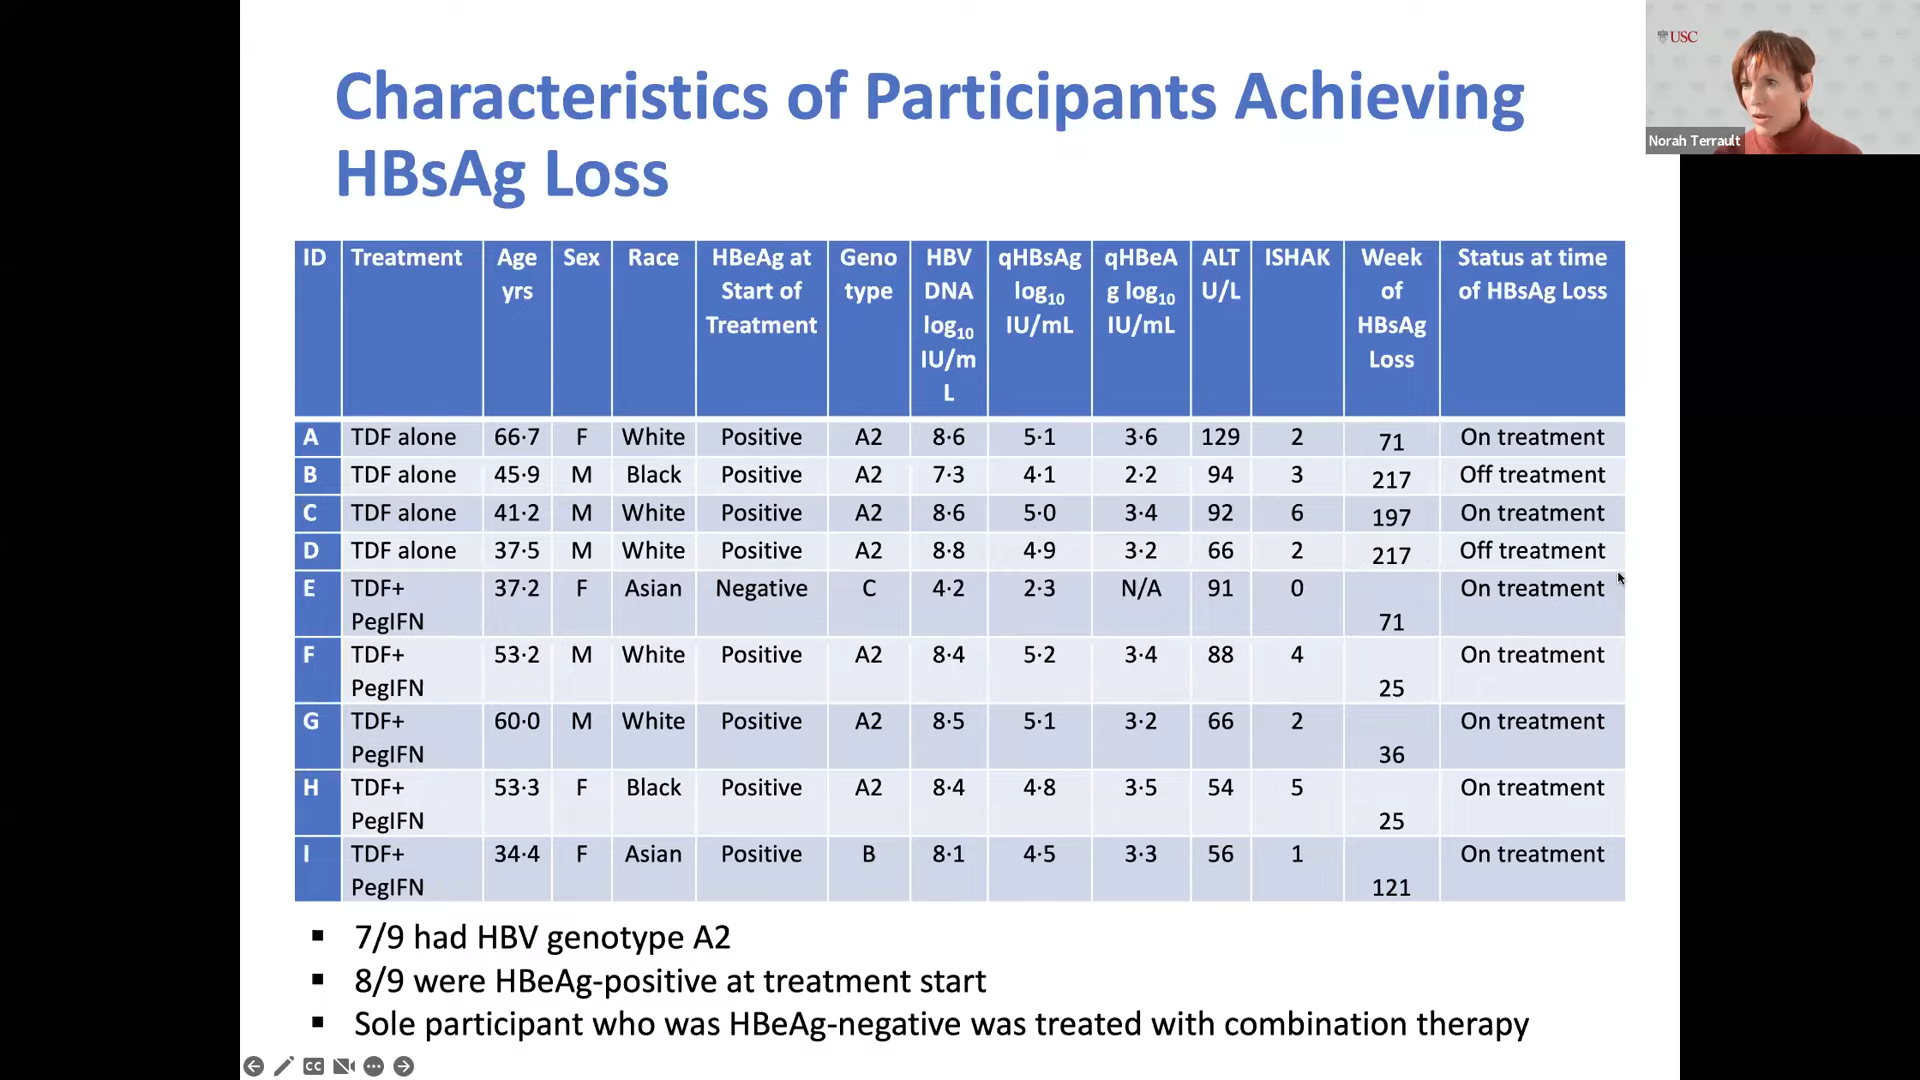 USC
Norah Terrault
Characteristics of Participants Achieving
HBsAg Loss
ID Treatment Age yrs Sex Race HBeAg at Start of Treatment Geno type HBV DNA log10 IU/m L qHBsAg log10 IU/mL qHBeA g log10 IU/mL ALT U/L ISHAK Week of HBsAg Loss Status at time of HBsAg Loss
A TDF alone 66·7 F White Positive A2 8·6 5·1 3·6 129 2 71 On treatment
B TDF alone 45·9 M Black Positive A2 7·3 4·1 2·2 94 3 217 Off treatment
C TDF alone 41·2 M White Positive A2 8·6 5·0 3·4 92 6 197 On treatment
D TDF alone 37·5 M White Positive A2 8·8 4·9 3·2 66 2 217 Off treatment
E TDF+ PegIFN 37·2 F Asian Negative C 4·2 2·3 N/A 91 0 71 On treatment
F TDF+ PegIFN 53·2 M White Positive A2 8·4 5·2 3·4 88 4 25 On treatment
G TDF+ PegIFN 60·0 M White Positive A2 8·5 5·1 3·2 66 2 36 On treatment
H TDF+ PegIFN 53·3 F Black Positive A2 8·4 4·8 3·5 54 5 25 On treatment
I TDF+ PegIFN 34·4 F Asian Positive B 8·1 4·5 3·3 56 1 121 On treatment
▪ 7/9 had HBV genotype A2
▪ 8/9 were HBeAg-positive at treatment start
▪ Sole participant who was HBeAg-negative was treated with combination therapy
CC